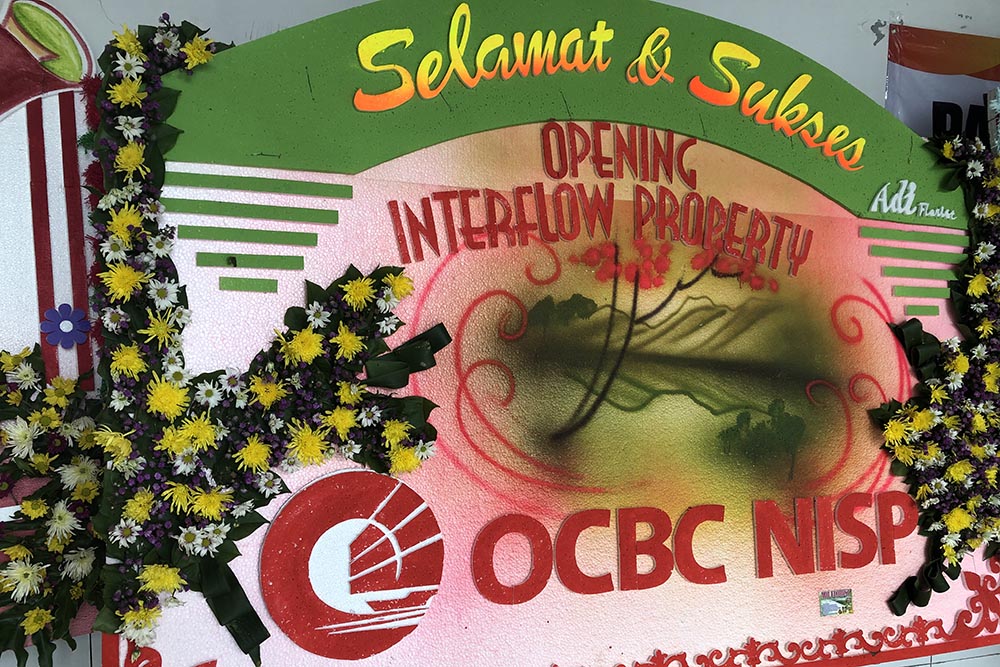 Selamat & Sukses
OPENING
INTERFLOW PROPERTY
Adi Florist
OCBC NISP